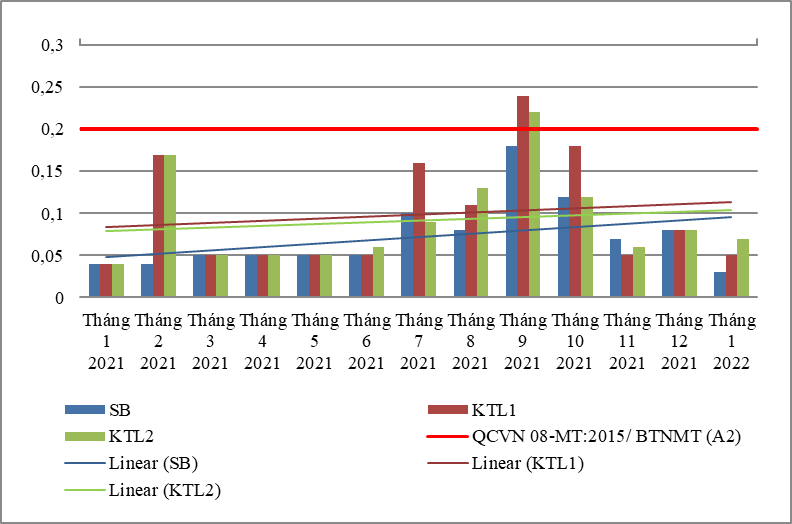 0,3
0,25
0,2
0,15
0,1
0,05
0
Tháng 1 2021
Tháng 2 2021
Tháng 3 2021
Tháng 4 2021
Tháng 5 2021
Tháng 6 2021
Tháng 7 2021
Tháng 8 2021
Tháng 9 2021
Tháng 10 2021
Tháng 11 2021
Tháng 12 2021
Tháng 1 2022
SB
KTL1
KTL2
QCVN 08-MT:2015/ BTNMT (A2)
Linear (SB)
Linear (KTL1)
Linear (KTL2)